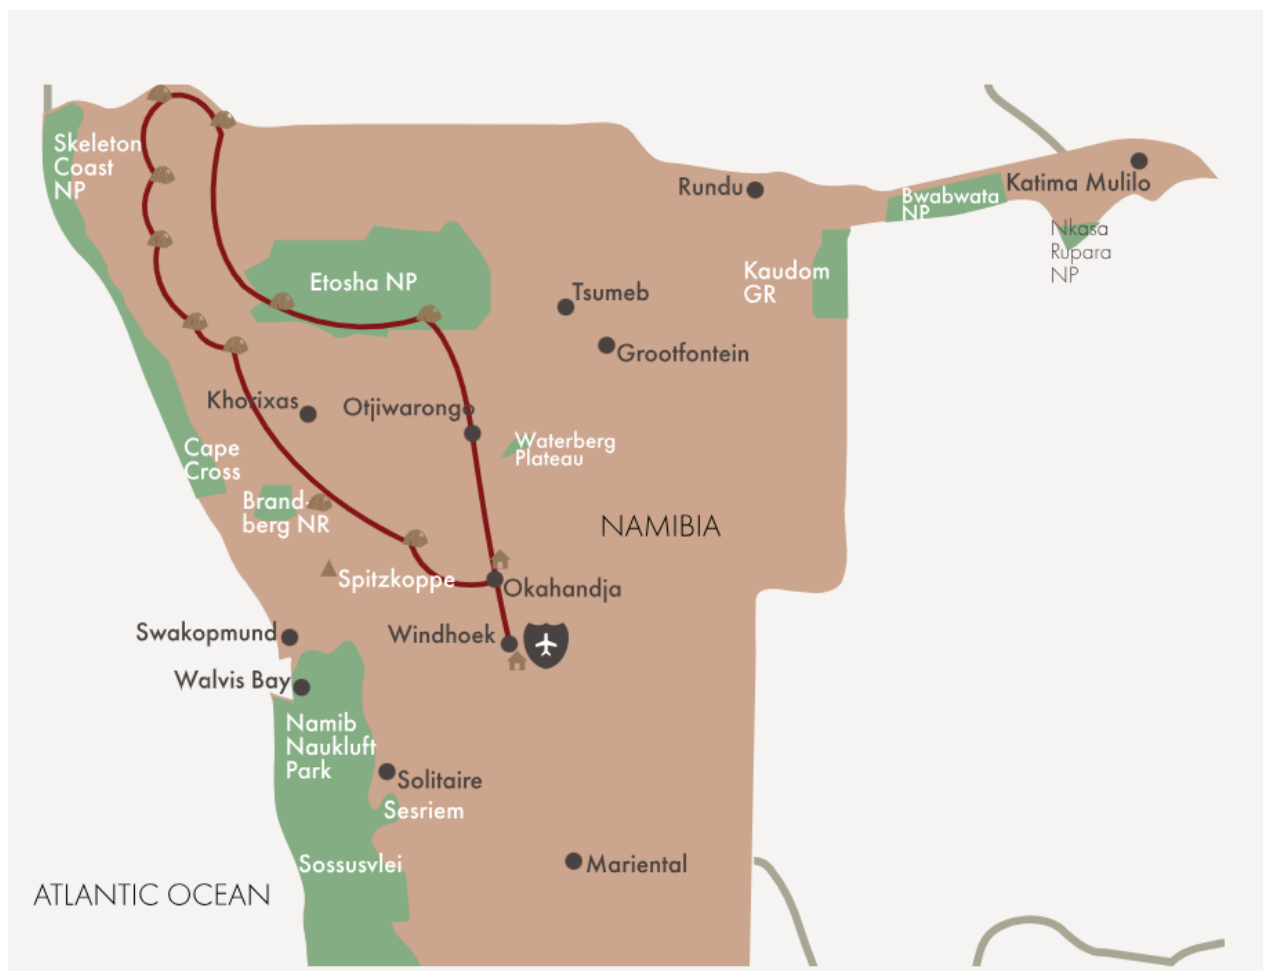 Skeleton
Coast
NP
Rundu
Katima Mulilo
Bwabwata
NP
Nkasa
Rupara
NP
Kaudom
GR
Etosha NP
Tsumeb
Grootfontein
Khorixas
Otjiwarongo
Waterberg
Plateau
Cape
Cross
Brand-
berg NR
NAMIBIA
Spitzkoppe
Okahandja
Swakopmund
Windhoek
Walvis Bay
Namib
Naukluft
Park
Solitaire
Sesriem
Sossusvlei
Mariental
ATLANTIC OCEAN